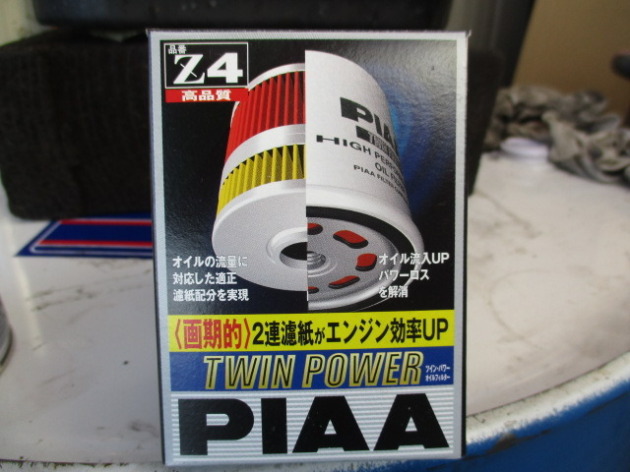 品番
Z4
高品質
PIAA
HIGH
OIL
PIAA FILTER
オイルの流量に
対応した適正
濾紙配分を実現
オイル流入UP
パワーロス
を解消
〈画期的〉2連濾紙がエンジン効率UP
TWIN POWER
ツイン・パワー
オイルフィルター
PIAA